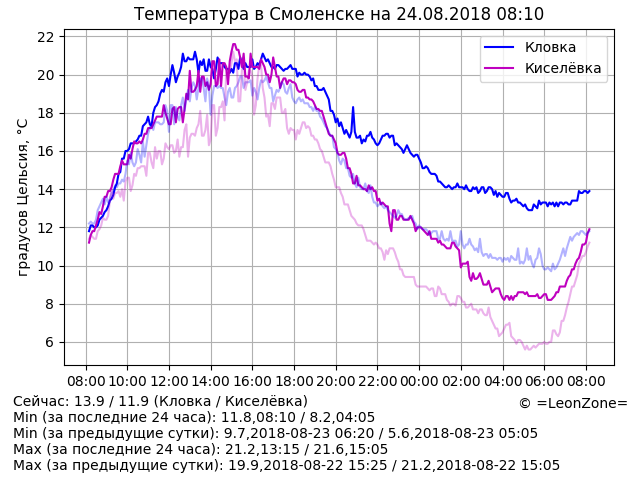 Температура в Смоленске на 24.08.2018 08:10
Кловка
Киселёвка
градусов Цельсия, °C
22
20
18
16
14
12
10
8
6
08:00 10:00 12:00 14:00 16:00 18:00 20:00 22:00 00:00 02:00 04:00 06:00 08:00
Сейчас: 13.9 / 11.9 (Кловка / Киселёвка)
© =LeonZone=
Min (за последние 24 часа): 11.8,08:10 / 8.2,04:05
Min (за предыдущие сутки): 9.7,2018-08-23 06:20 / 5.6,2018-08-23 05:05
Max (за последние 24 часа): 21.2,13:15 / 21.6,15:05
Max (за предыдущие сутки): 19.9,2018-08-22 15:25 / 21.2,2018-08-22 15:05